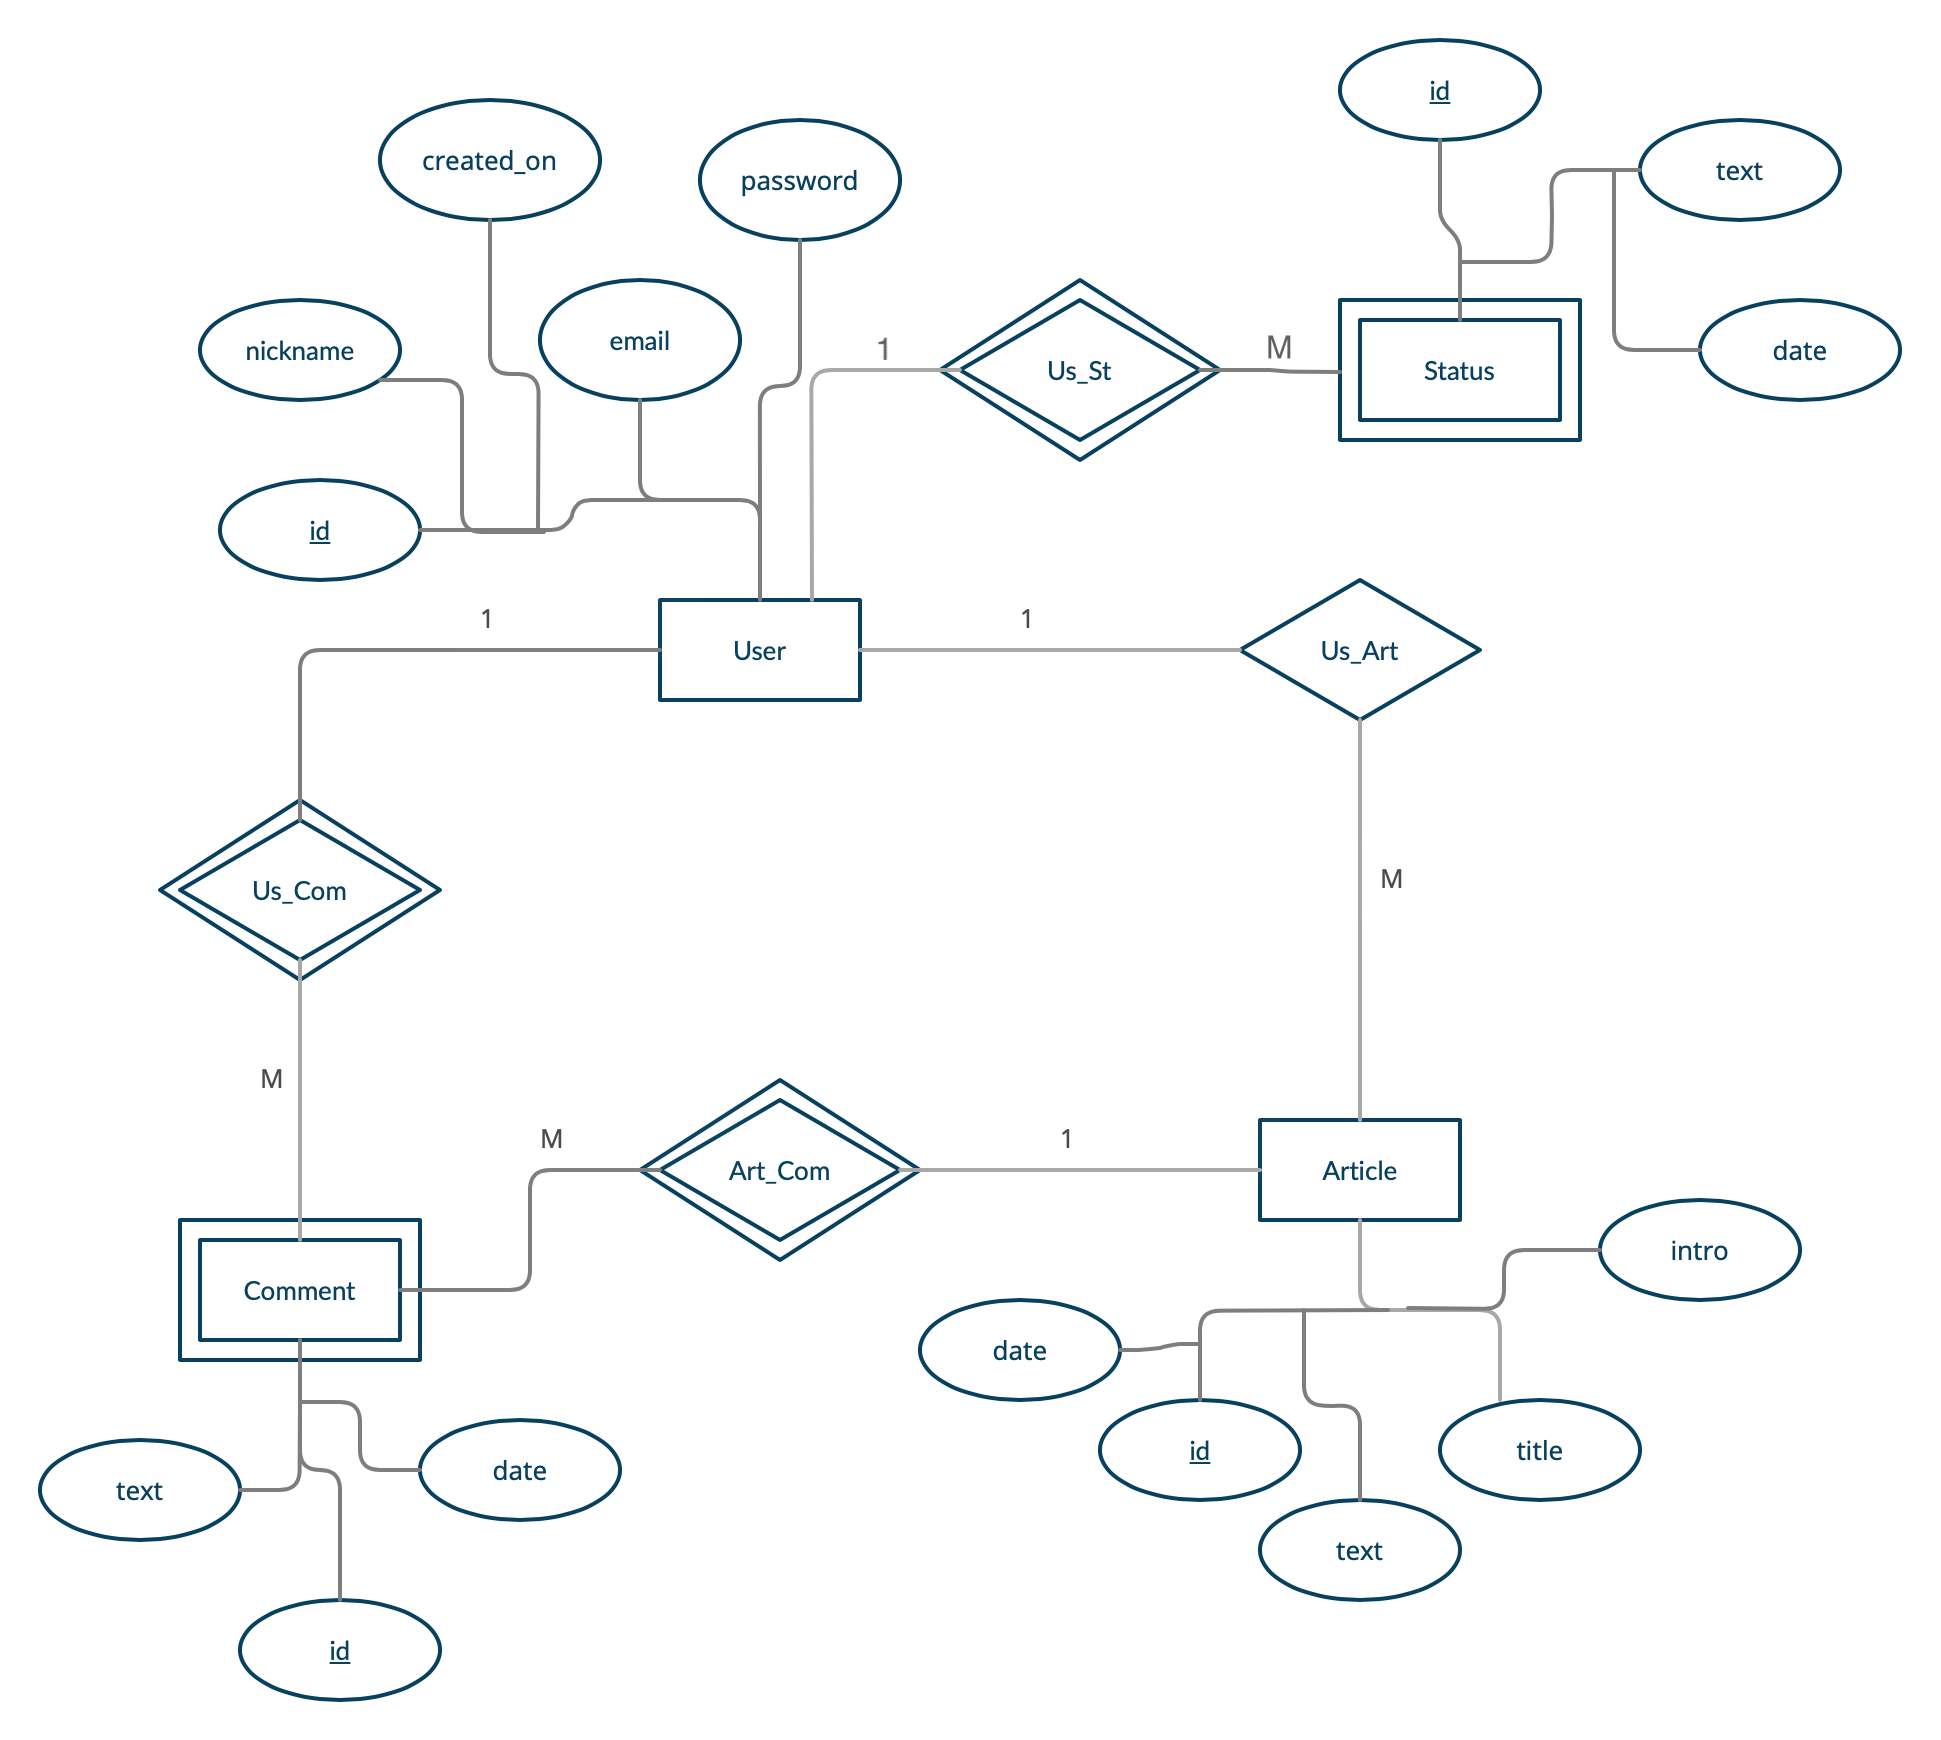 id
created_on
password
text
nickname
email
1
Us_St
M
Status
date
id
1
User
1
Us_Art
Us_Com
M
M
M
Art_Com
1
Article
Comment
intro
date
text
date
id
title
text
id